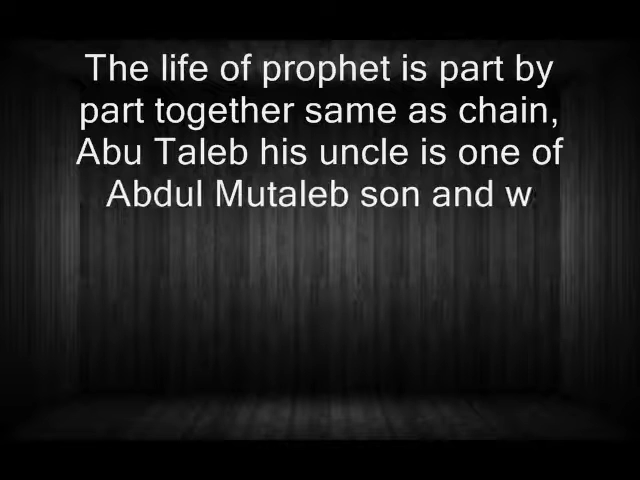 The life of prophet is part by
part together same as chain,
Abu Taleb his uncle is one of
Abdul Mutaleb son and w